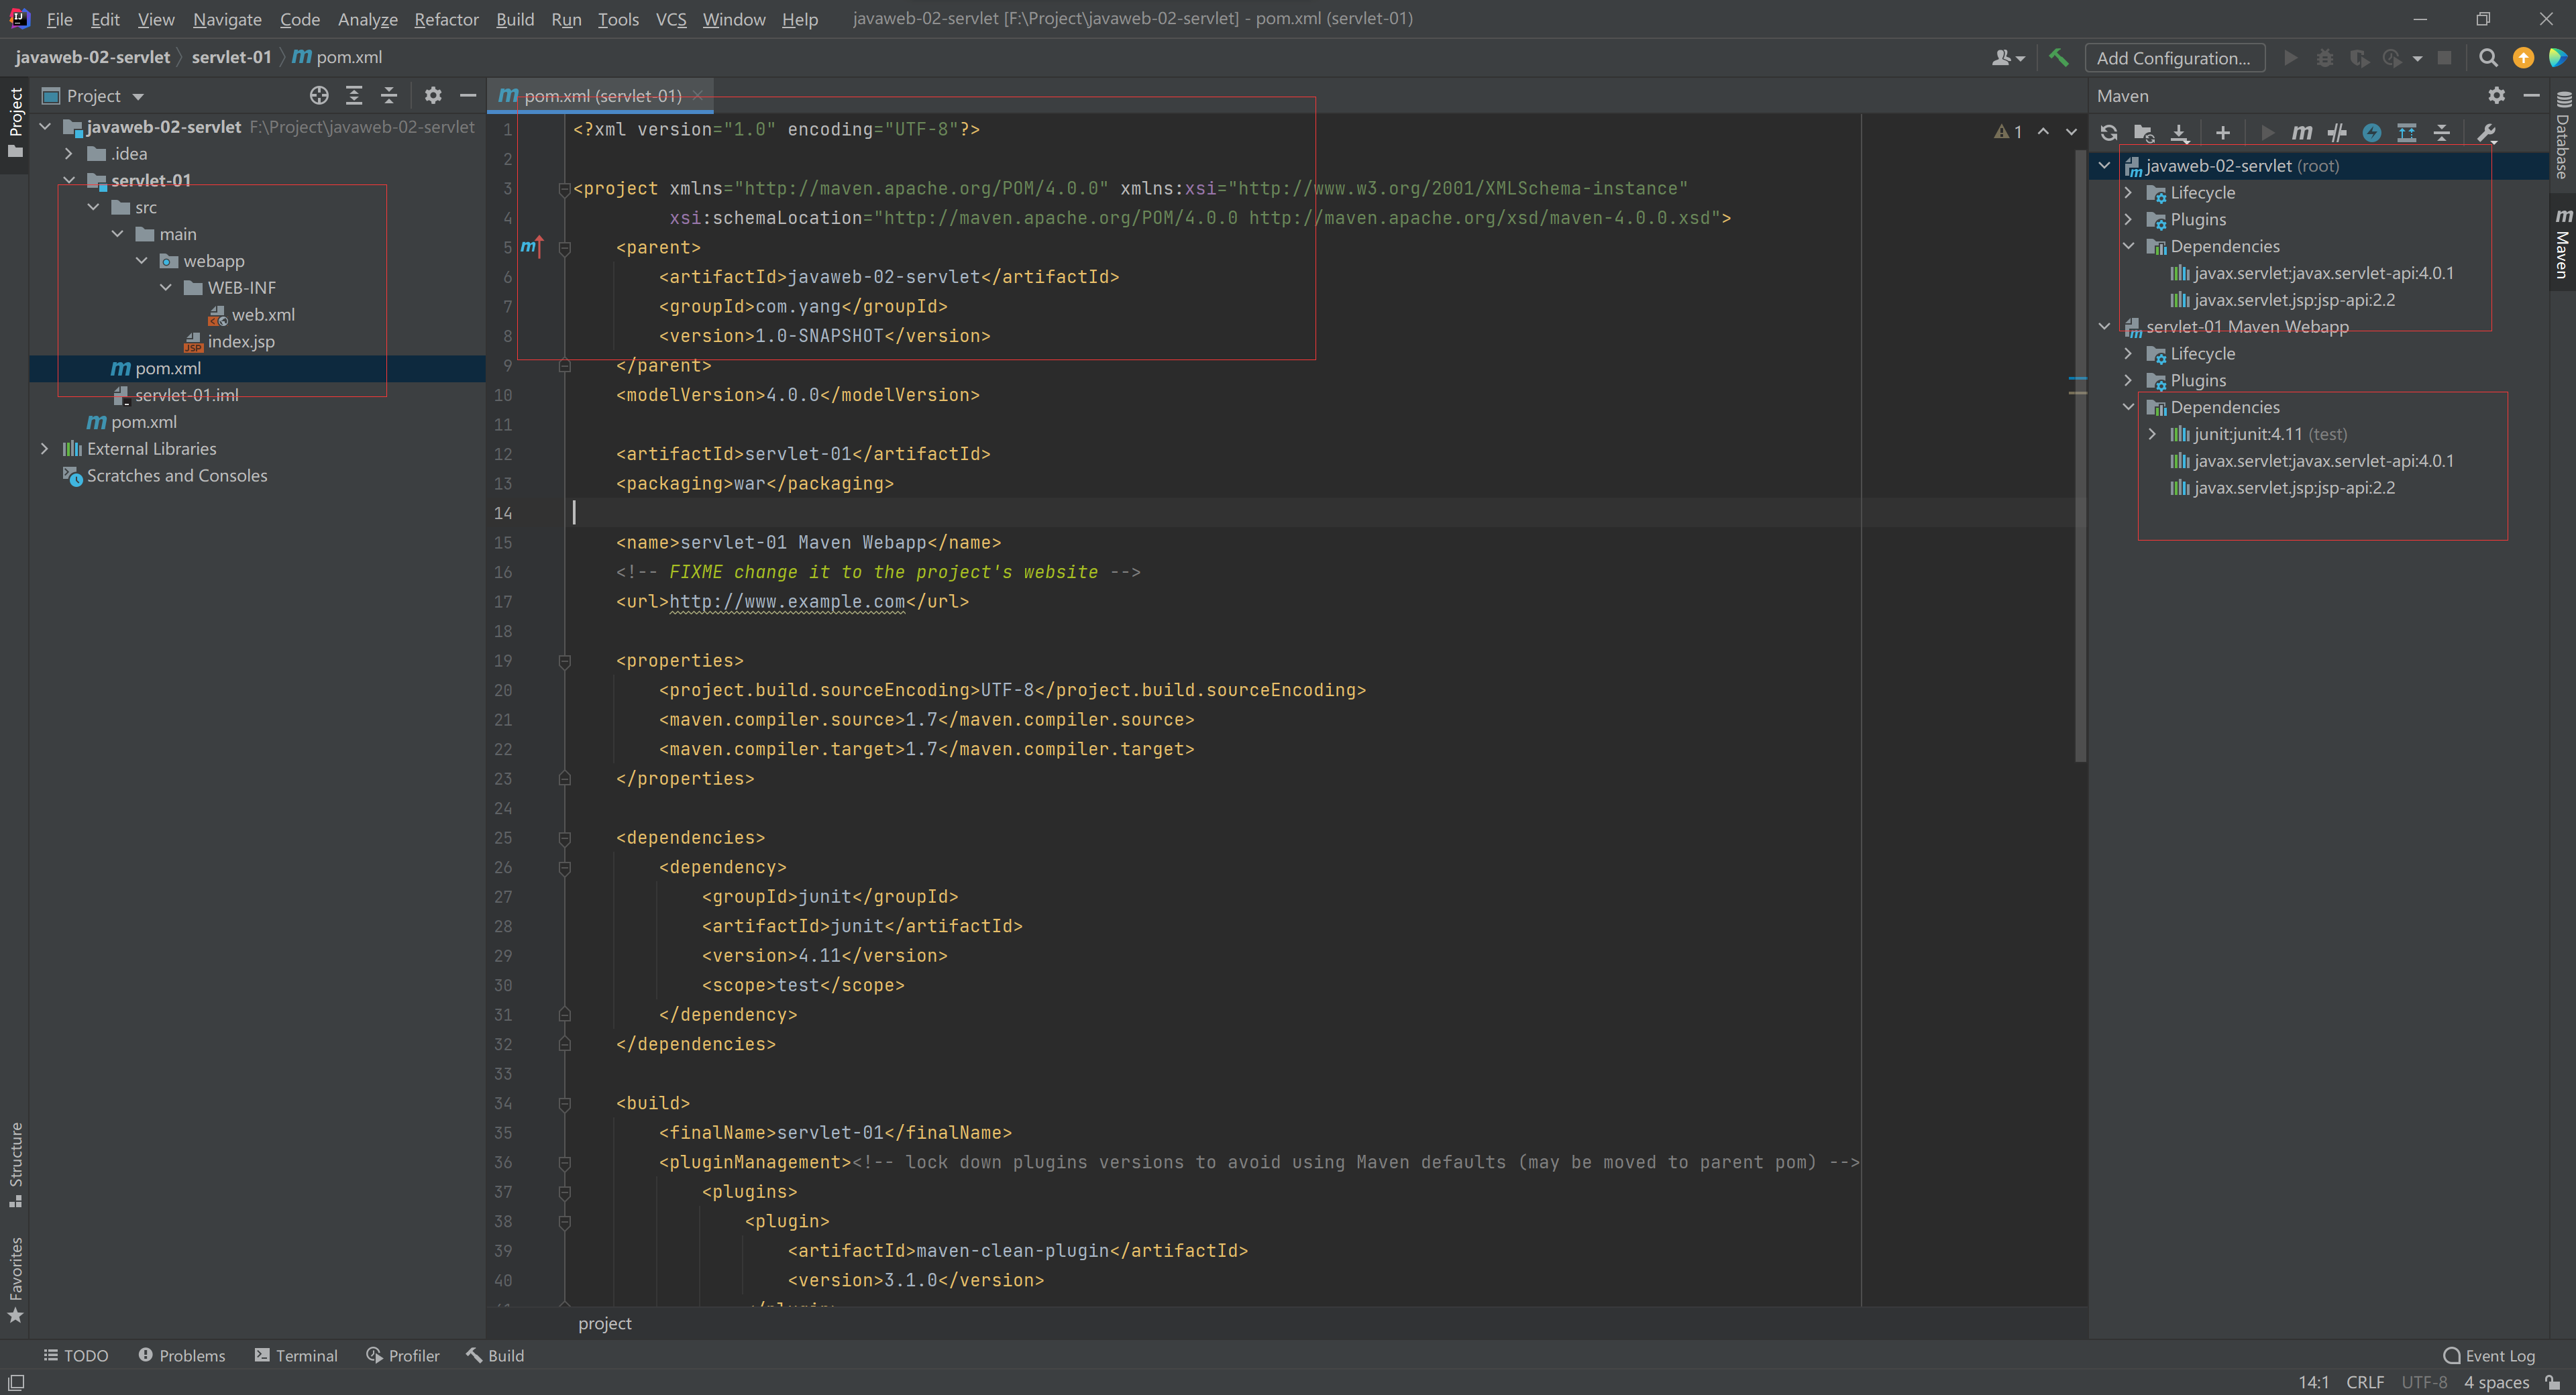 File Edit View Navigate Code Analyze Refactor Build Run Tools VCS Window Help javaweb-02-servlet [F:\Project\javaweb-02-servlet] - pom.xml (servlet-01)
javaweb-02-servlet servlet-01 m pom.xml Add Configuration...
Project
Project
javaweb-02-servlet F:\Project\javaweb-02-servlet
.idea
servlet-01
src
main
webapp
WEB-INF
web.xml
index.jsp
pom.xml
servlet-01.iml
pom.xml
External Libraries
Scratches and Consoles
Structure
Favorites
pom.xml (servlet-01)
1 <?xml version="1.0" encoding="UTF-8"?>
2
3 <project xmlns="http://maven.apache.org/POM/4.0.0" xmlns:xsi="http://www.w3.org/2001/XMLSchema-instance"
4 xsi:schemaLocation="http://maven.apache.org/POM/4.0.0 http://maven.apache.org/xsd/maven-4.0.0.xsd">
5 <parent>
6 <artifactId>javaweb-02-servlet</artifactId>
7 <groupId>com.yang</groupId>
8 <version>1.0-SNAPSHOT</version>
9 </parent>
10 <modelVersion>4.0.0</modelVersion>
11
12 <artifactId>servlet-01</artifactId>
13 <packaging>war</packaging>
14
15 <name>servlet-01 Maven Webapp</name>
16 <!-- FIXME change it to the project's website -->
17 <url>http://www.example.com</url>
18
19 <properties>
20 <project.build.sourceEncoding>UTF-8</project.build.sourceEncoding>
21 <maven.compiler.source>1.7</maven.compiler.source>
22 <maven.compiler.target>1.7</maven.compiler.target>
23 </properties>
24
25 <dependencies>
26 <dependency>
27 <groupId>junit</groupId>
28 <artifactId>junit</artifactId>
29 <version>4.11</version>
30 <scope>test</scope>
31 </dependency>
32 </dependencies>
33
34 <build>
35 <finalName>servlet-01</finalName>
36 <pluginManagement><!-- lock down plugins versions to avoid using Maven defaults (may be moved to parent pom) -->
37 <plugins>
38 <plugin>
39 <artifactId>maven-clean-plugin</artifactId>
40 <version>3.1.0</version>
project
1
Maven
javaweb-02-servlet (root)
Lifecycle
Plugins
Dependencies
javax.servlet:javax.servlet-api:4.0.1
javax.servlet.jsp:jsp-api:2.2
servlet-01 Maven Webapp
Lifecycle
Plugins
Dependencies
junit:junit:4.11 (test)
javax.servlet:javax.servlet-api:4.0.1
javax.servlet.jsp:jsp-api:2.2
Database
Maven
TODO Problems Terminal Profiler Build Event Log
14:1 CRLF UTF-8 4 spaces